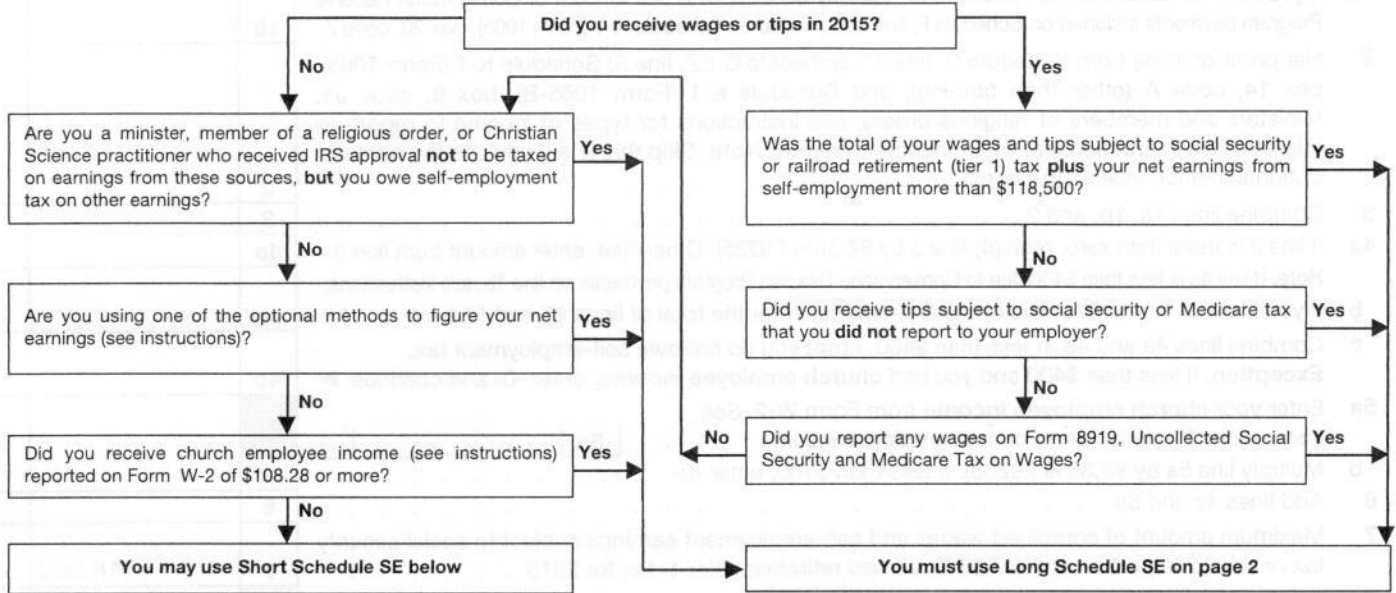 Did you receive wages or tips in 2015?
No
Yes
Are you a minister, member of a religious order, or Christian
Science practitioner who received IRS approval not to be taxed
on earnings from these sources, but you owe self-employment
tax on other earnings?
Yes
Was the total of your wages and tips subject to social security
or railroad retirement (tier 1) tax plus your net earnings from
self-employment more than $118,500?
Yes
No
No
Are you using one of the optional methods to figure your net
earnings (see instructions)?
Yes
Did you receive tips subject to social security or Medicare tax
that you did not report to your employer?
Yes
No
No
Did you receive church employee income (see instructions)
reported on Form W-2 of $108.28 or more?
Yes
No
Did you report any wages on Form 8919, Uncollected Social
Security and Medicare Tax on Wages?
Yes
No
You may use Short Schedule SE below
You must use Long Schedule SE on page 2